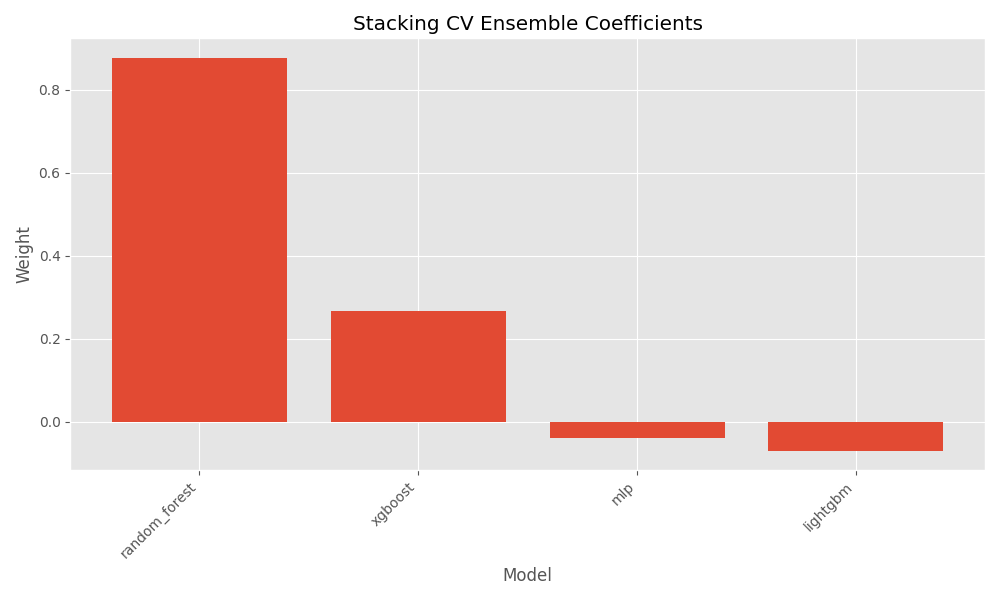 Stacking CV Ensemble Coefficients
Weight
0.8
0.6
0.4
0.2
0.0
random_forest
xgboost
mlp
lightgbm
Model